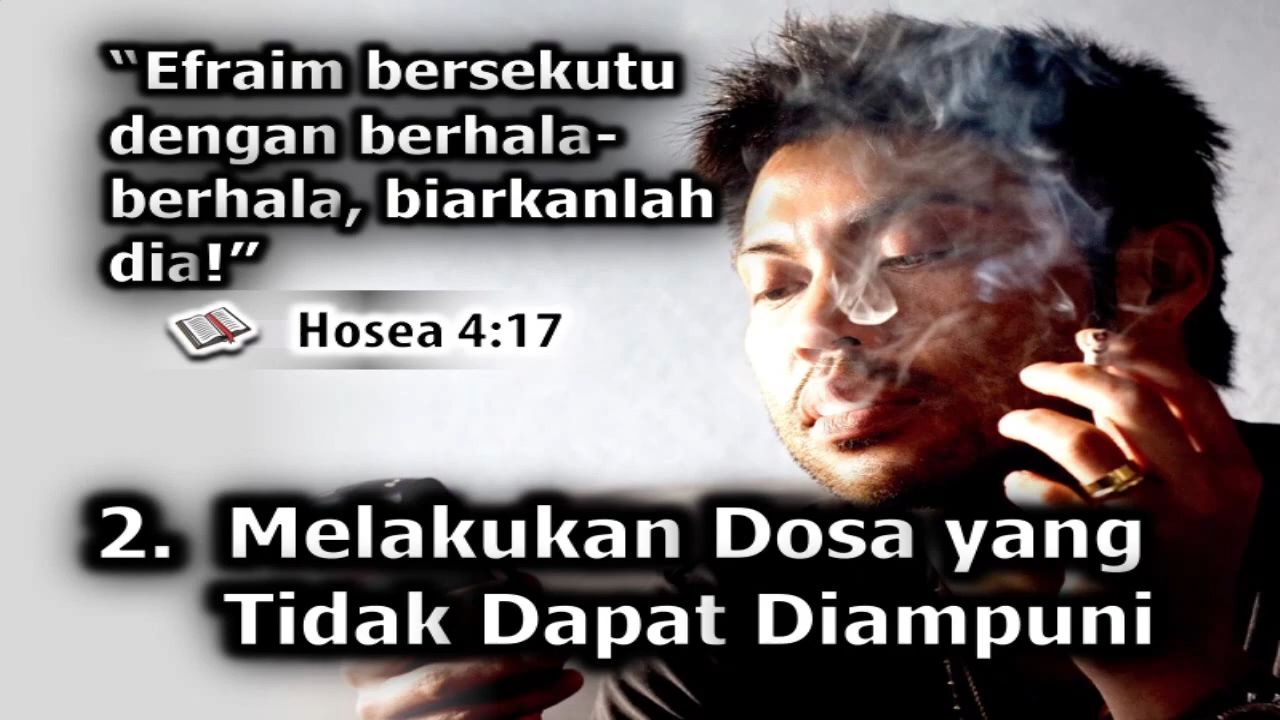 “Efraim bersekutu
dengan berhala-
berhala, biarkanlah
dia!”
Hosea 4:17
2. Melakukan Dosa yang
Tidak Dapat Diampuni